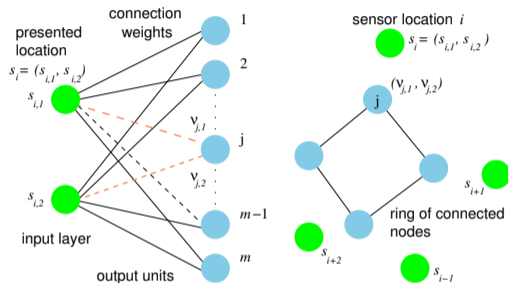 connection
weights
presented
location
s_i = (s_{i,1}, s_{i,2})
s_{i,1}
s_{i,2}
input layer
output units
ν_{j,1}
ν_{j,2}
1
2
j
m−1
m
sensor location i
s_i = (s_{i,1}, s_{i,2})
(ν_{j,1}, ν_{j,2})
j
s_{i+1}
ring of connected
nodes
s_{i+2}
s_{i−1}